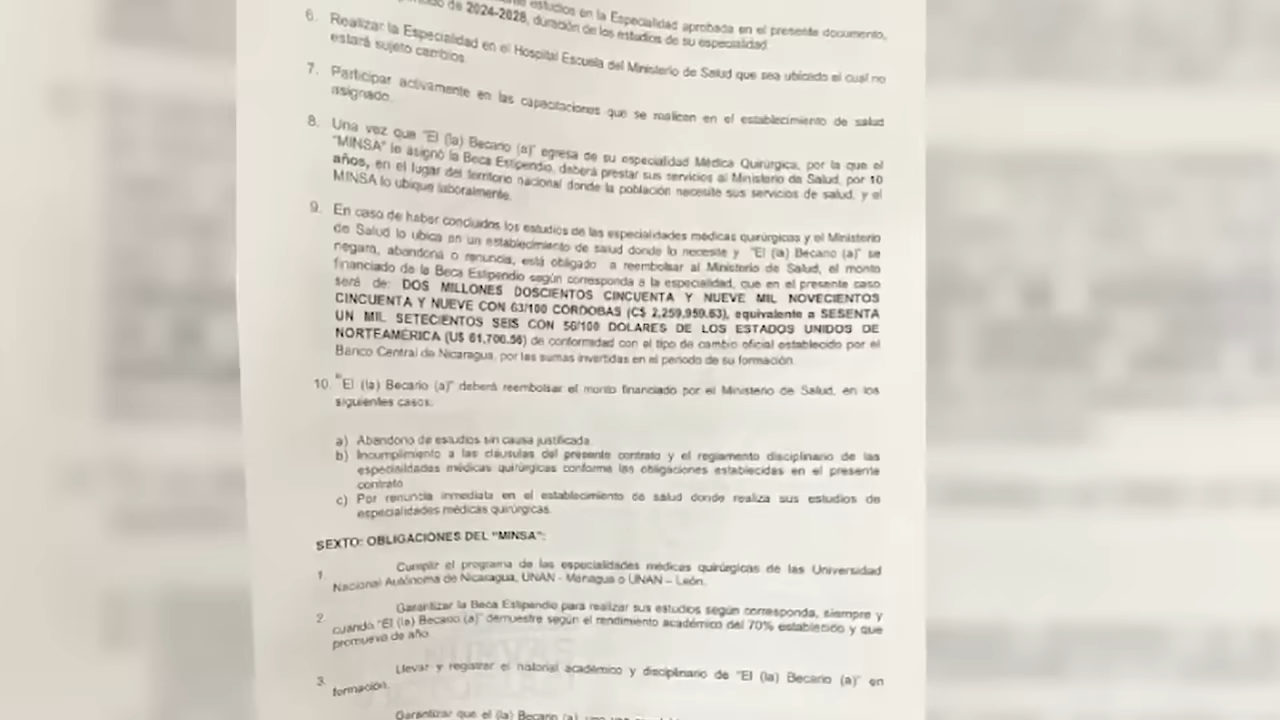 estudios en la Especialidad aprobada en el presente documento,
de 2024-2028, duración de los estudios de su especialidad.
6. Realizar la Especialidad en el Hospital Escuela del Ministerio de Salud que sea ubicado el cual no
estará sujeto cambios.
7. Participar activamente en las capacitaciones que se realicen en el establecimiento de salud
asignado.
8. Una vez que "El (la) Becario (a)" egresa de su especialidad Médica Quirúrgica, por la que el
"MINSA" le asignó la Beca Estipendio, deberá prestar sus servicios al Ministerio de Salud, por 10
años, en el lugar del territorio nacional donde la población necesite sus servicios de salud, y el
MINSA lo ubique laboralmente.
9. En caso de haber concluidos los estudios de las especialidades médicas quirúrgicas y el Ministerio
de Salud lo ubica en un establecimiento de salud donde lo necesite y "El (la) Becario (a)" se
negara, abandona o renuncia, está obligado a reembolsar al Ministerio de Salud, el monto
financiado de la Beca Estipendio según corresponda a la especialidad, que en el presente caso
será de: DOS MILLONES DOSCIENTOS CINCUENTA Y NUEVE MIL NOVECIENTOS
CINCUENTA Y NUEVE CON 63/100 CORDOBAS (C$ 2,259,959.63), equivalente a SESENTA
UN MIL SETECIENTOS SEIS CON 56/100 DOLARES DE LOS ESTADOS UNIDOS DE
NORTEAMÉRICA (U$ 61,706.56) de conformidad con el tipo de cambio oficial establecido por el
Banco Central de Nicaragua, por las sumas invertidas en el periodo de su formación.
10. "El (la) Becario (a)" deberá reembolsar el monto financiado por el Ministerio de Salud, en los
siguientes casos:
a) Abandono de estudios sin causa justificada.
b) Incumplimiento a las cláusulas del presente contrato y el reglamento disciplinario de las
especialidades médicas quirúrgicas conforme las obligaciones establecidas en el presente
contrato
c) Por renuncia inmediata en el establecimiento de salud donde realiza sus estudios de
especialidades médicas quirúrgicas.
SEXTO: OBLIGACIONES DEL "MINSA":
1. Cumplir el programa de las especialidades médicas quirúrgicas de las Universidad
Nacional Autónoma de Nicaragua, UNAN - Managua o UNAN – León.
2. Garantizar la Beca Estipendio para realizar sus estudios según corresponda, siempre y
cuando "El (la) Becario (a)" demuestre según el rendimiento académico del 70% establecido y que
promueva de año.
3. Llevar y registrar el historial académico y disciplinario de "El (la) Becario (a)" en
formación.
Garantizar que el (la) Becario (a)